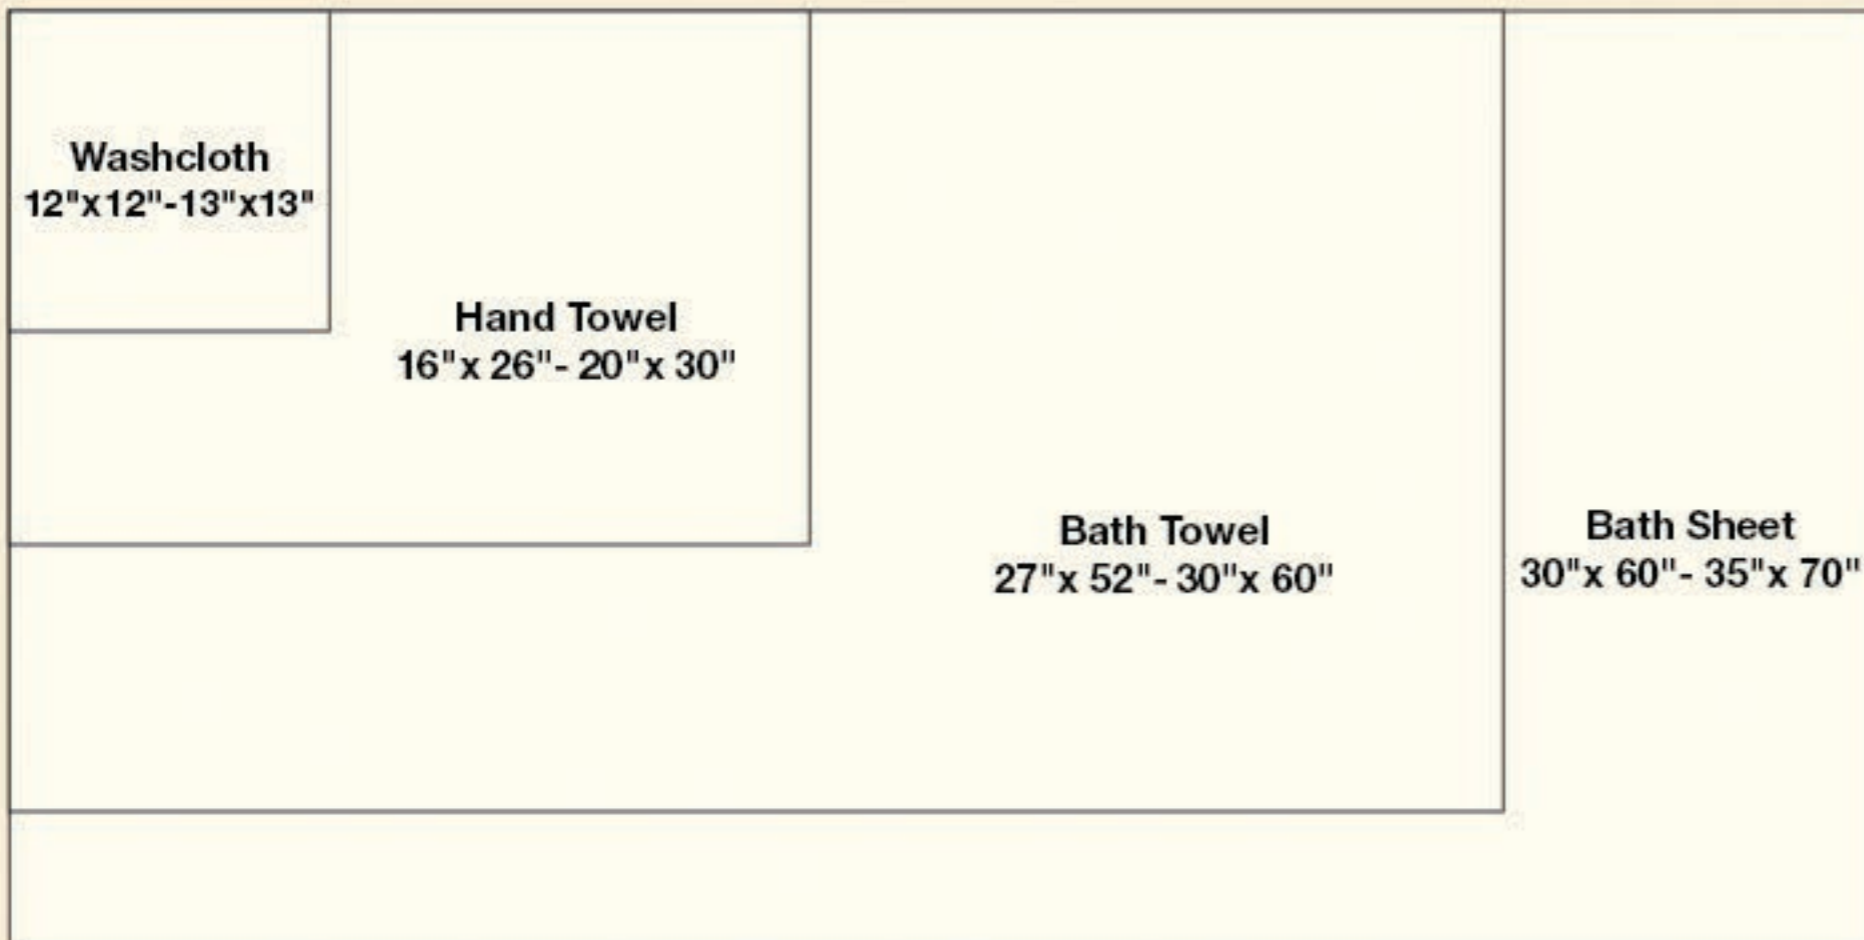 Washcloth
12"x12"-13"x13"
Hand Towel
16"x 26"- 20"x 30"
Bath Towel
27"x 52"- 30"x 60"
Bath Sheet
30"x 60"- 35"x 70"